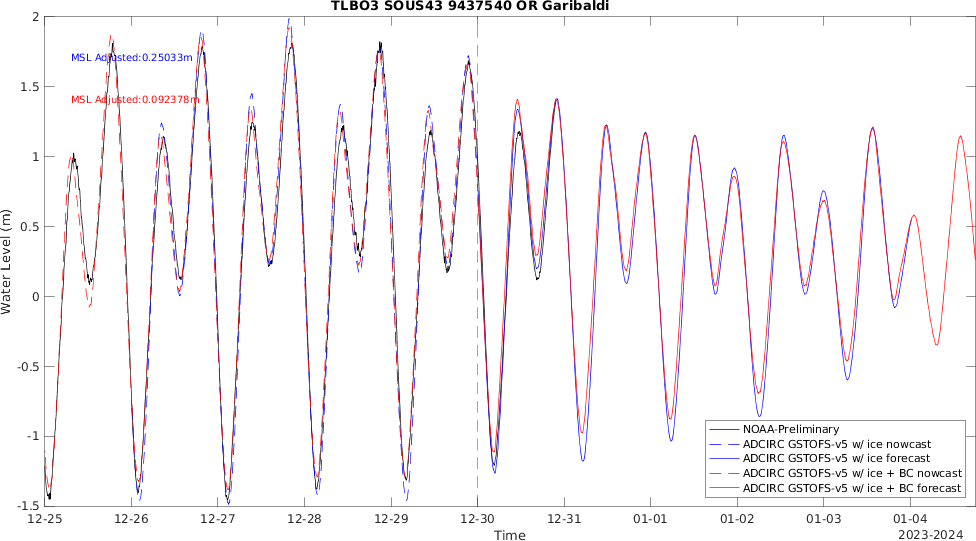 TLBO3 SOUS43 9437540 OR Garibaldi
MSL Adjusted:0.25033m
MSL Adjusted:0.092378m
Water Level (m)
2
1.5
1
0.5
0
-0.5
-1
-1.5
NOAA-Preliminary
ADCIRC GSTOFS-v5 w/ ice nowcast
ADCIRC GSTOFS-v5 w/ ice forecast
ADCIRC GSTOFS-v5 w/ ice + BC nowcast
ADCIRC GSTOFS-v5 w/ ice + BC forecast
12-25 12-26 12-27 12-28 12-29 12-30 12-31 01-01 01-02 01-03 01-04
Time
2023-2024